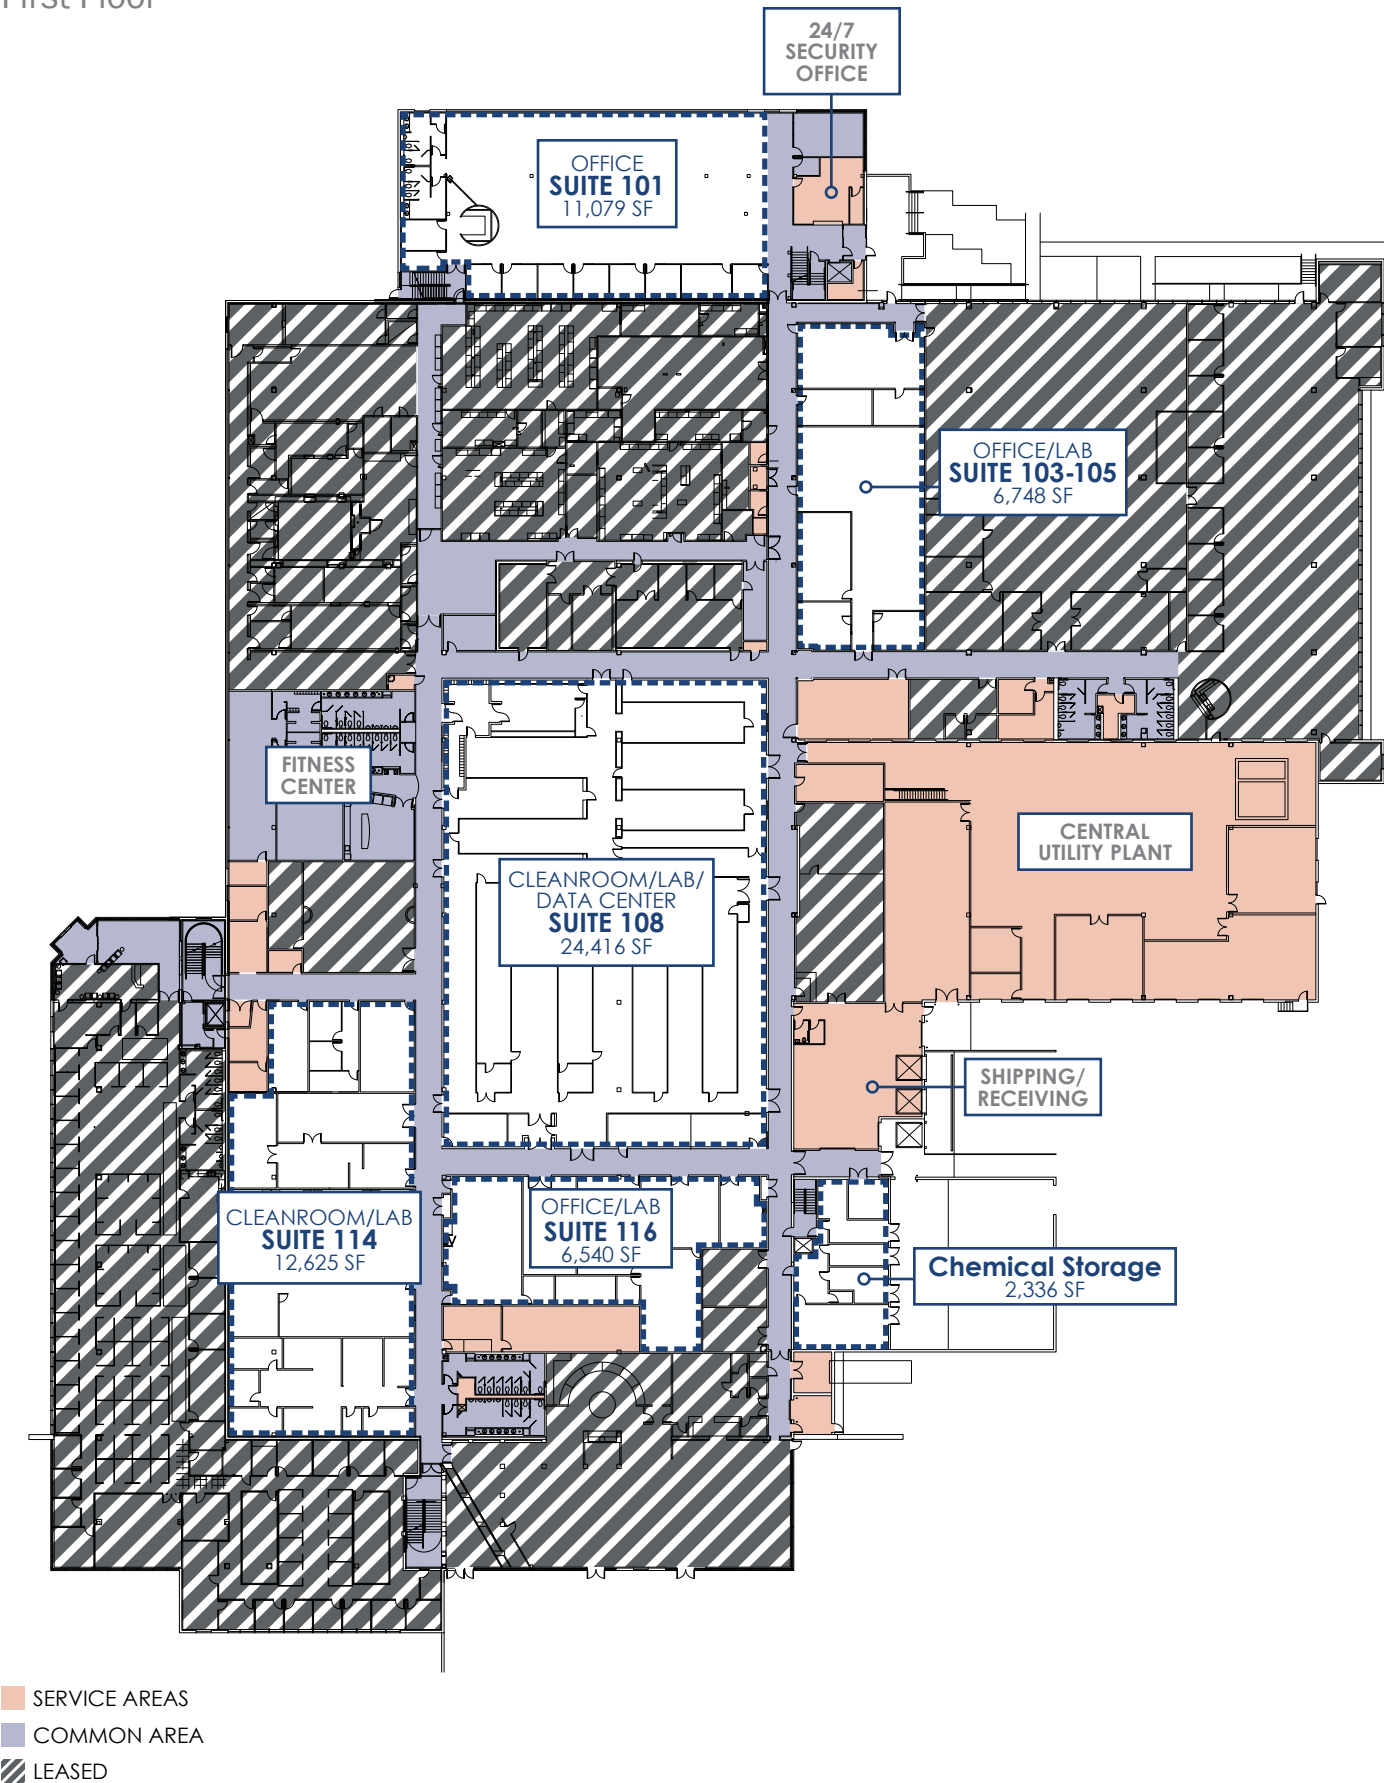 First Floor
24/7
SECURITY
OFFICE
OFFICE
SUITE 101
11,079 SF
OFFICE/LAB
SUITE 103-105
6,748 SF
FITNESS
CENTER
CENTRAL
UTILITY PLANT
CLEANROOM/LAB/
DATA CENTER
SUITE 108
24,416 SF
SHIPPING/
RECEIVING
CLEANROOM/LAB
SUITE 114
12,625 SF
OFFICE/LAB
SUITE 116
6,540 SF
Chemical Storage
2,336 SF
SERVICE AREAS
COMMON AREA
LEASED